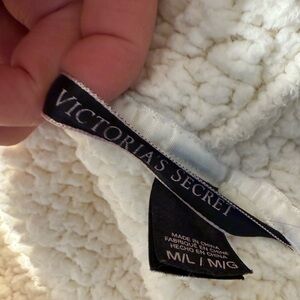 VICTORIA'S SECRET
MADE IN CHINA
FABRIQUÉ EN CHINE
HECHO EN CHINA
M/L / M/G